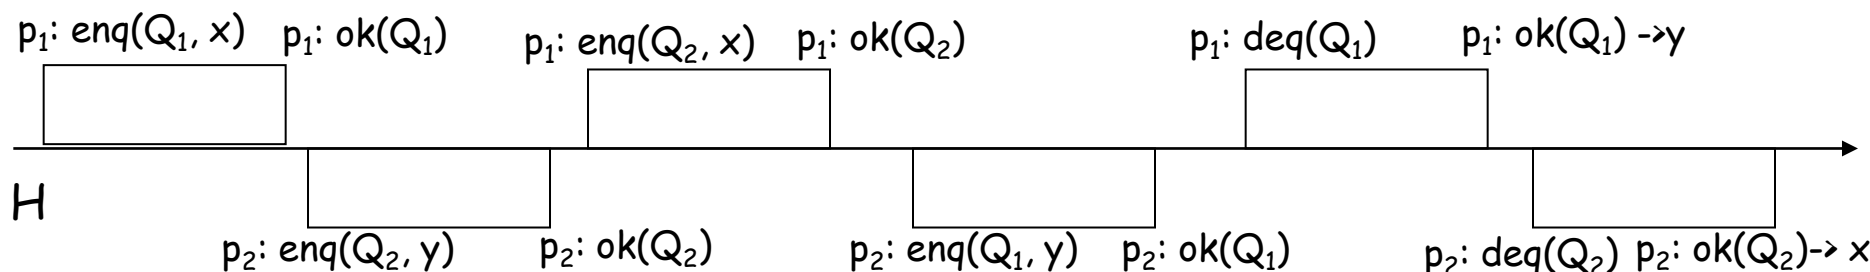 p₁: enq(Q₁, x) p₁: ok(Q₁) p₁: enq(Q₂, x) p₁: ok(Q₂) p₁: deq(Q₁) p₁: ok(Q₁) ->y
H
p₂: enq(Q₂, y) p₂: ok(Q₂) p₂: enq(Q₁, y) p₂: ok(Q₁) p₂: deq(Q₂) p₂: ok(Q₂)-> x